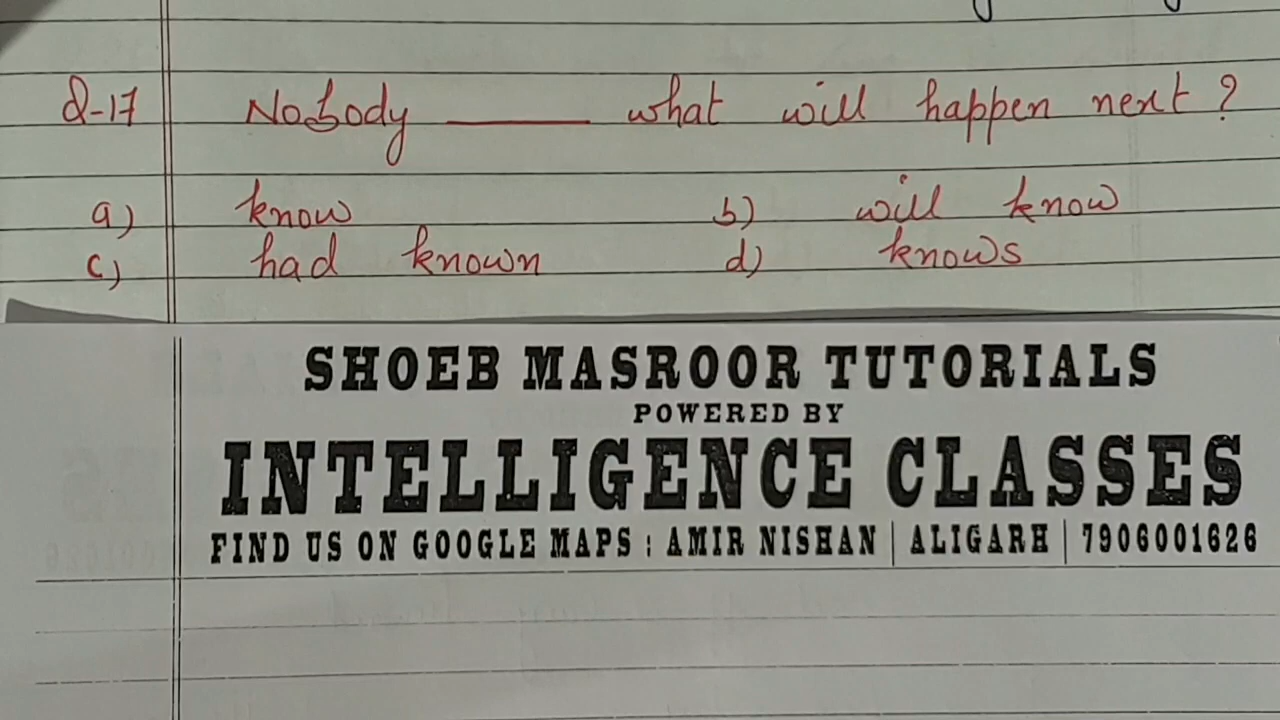 Q-17 Nobody ______ what will happen next ?
a) know b) will know
c) had known d) knows
SHOEB MASROOR TUTORIALS
POWERED BY
INTELLIGENCE CLASSES
FIND US ON GOOGLE MAPS : AMIR NISHAN | ALIGARH | 7906001626